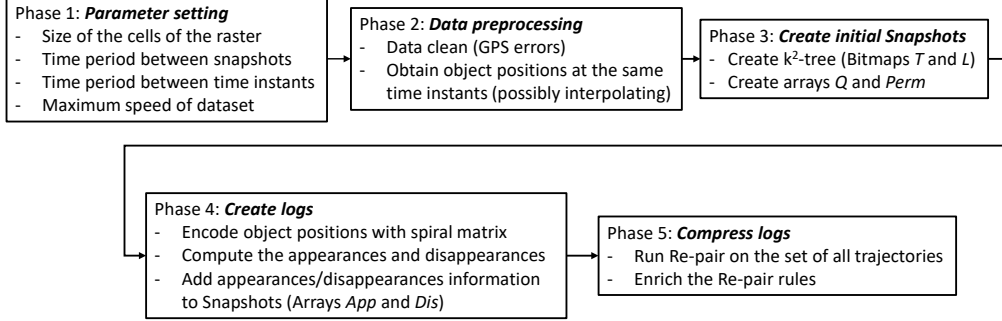 Phase 1: Parameter setting
- Size of the cells of the raster
- Time period between snapshots
- Time period between time instants
- Maximum speed of dataset
Phase 2: Data preprocessing
- Data clean (GPS errors)
- Obtain object positions at the same
time instants (possibly interpolating)
Phase 3: Create initial Snapshots
- Create k²-tree (Bitmaps T and L)
- Create arrays Q and Perm
Phase 4: Create logs
- Encode object positions with spiral matrix
- Compute the appearances and disappearances
- Add appearances/disappearances information
to Snapshots (Arrays App and Dis)
Phase 5: Compress logs
- Run Re-pair on the set of all trajectories
- Enrich the Re-pair rules